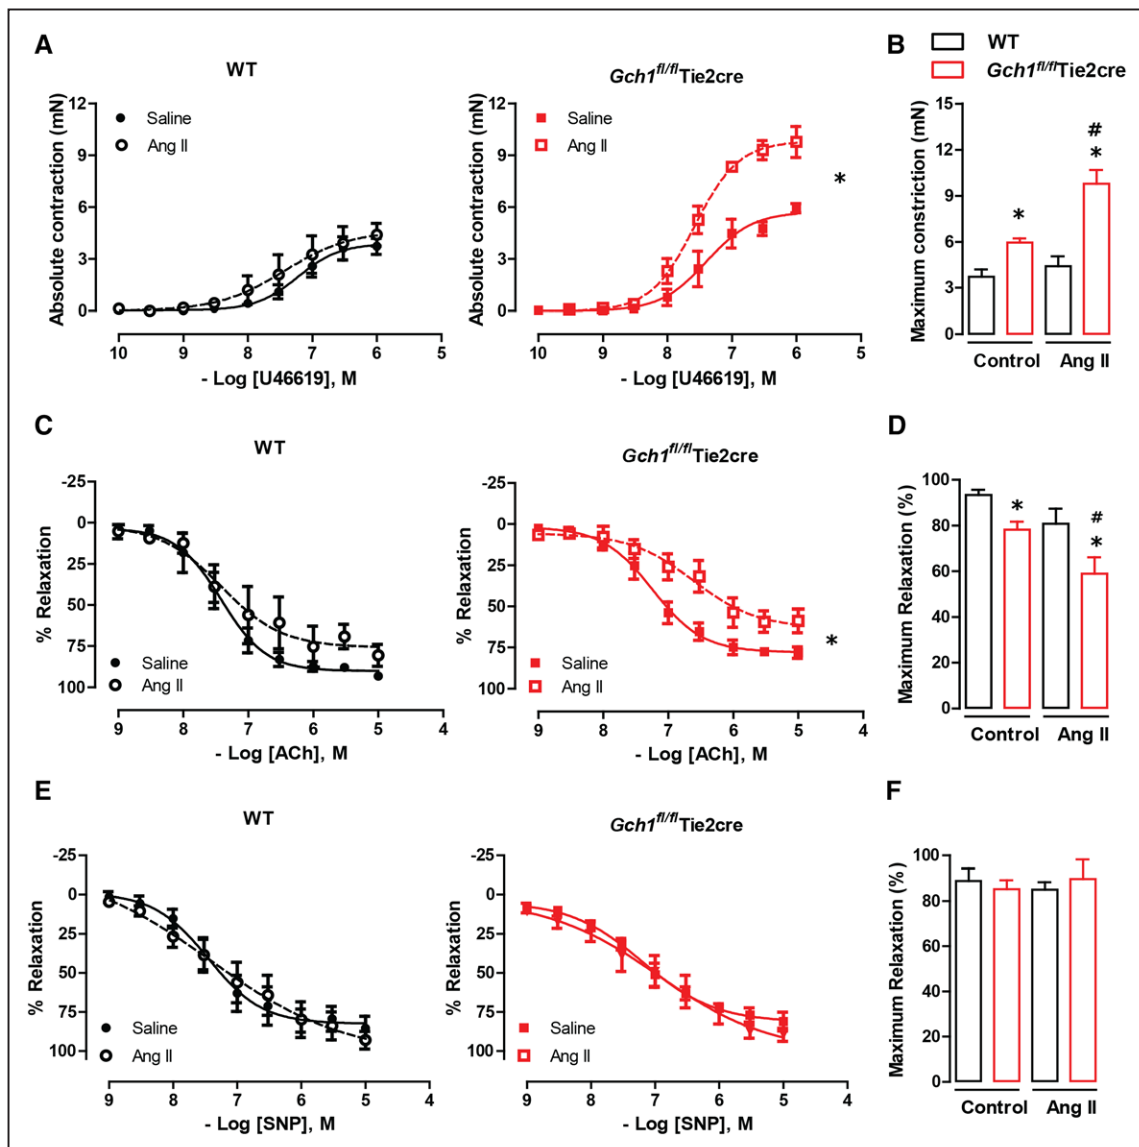 A
WT
Saline
Ang II
Absolute contraction (mN)
12
9
6
3
0
10 9 8 7 6 5
- Log [U46619], M
Gch1fl/flTie2cre
Saline
Ang II
*
Absolute contraction (mN)
12
9
6
3
0
10 9 8 7 6 5
- Log [U46619], M
B
WT
Gch1fl/flTie2cre
Maximum constriction (mN)
15
12
9
6
3
0
*
#
*
Control Ang II
C
WT
% Relaxation
-25
0
25
50
75
100
Saline
Ang II
9 8 7 6 5 4
- Log [ACh], M
Gch1fl/flTie2cre
% Relaxation
-25
0
25
50
75
100
Saline
Ang II
*
9 8 7 6 5 4
- Log [ACh], M
D
Maximum Relaxation (%)
100
80
60
40
20
0
*
#
*
Control Ang II
E
WT
% Relaxation
-25
0
25
50
75
100
Saline
Ang II
9 8 7 6 5 4
- Log [SNP], M
Gch1fl/flTie2cre
% Relaxation
-25
0
25
50
75
100
Saline
Ang II
9 8 7 6 5 4
- Log [SNP], M
F
Maximum Relaxation (%)
100
80
60
40
20
0
Control Ang II